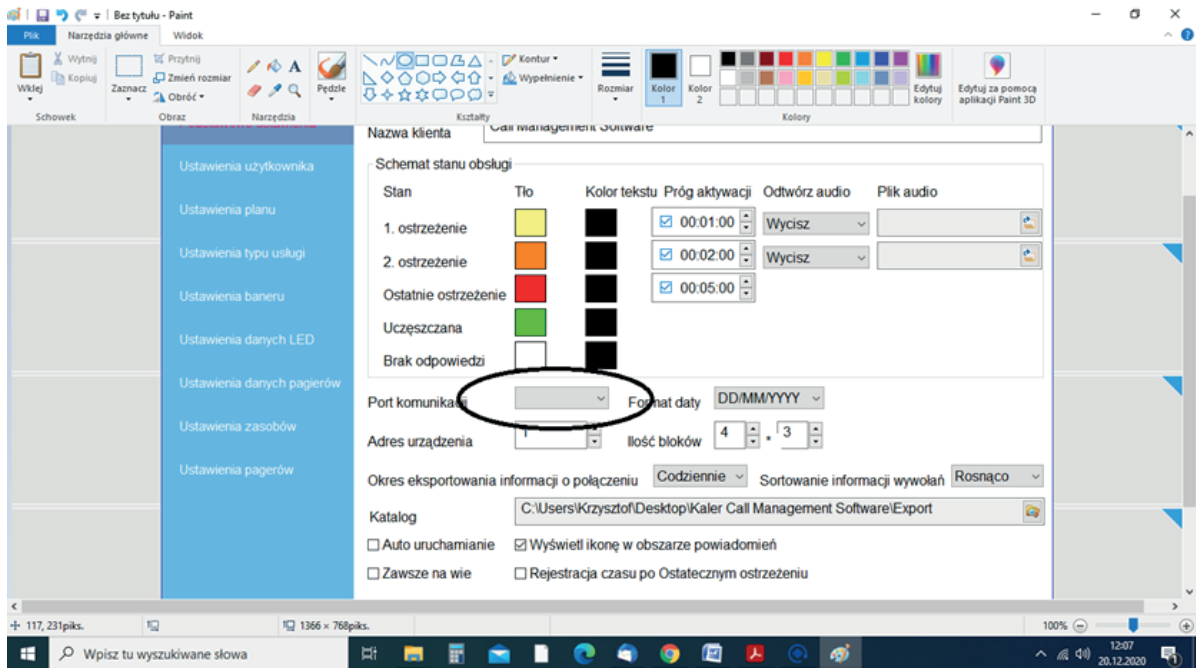 Bez tytułu - Paint
Plik Narzędzia główne Widok
Wklej Wytnij Kopiuj
Zaznacz Przytnij Zmień rozmiar Obróć
A
Pędzle
Kontur
Wypełnienie
Rozmiar
Kolor 1
Kolor 2
Edytuj kolory
Edytuj za pomocą aplikacji Paint 3D
Schowek Obraz Narzędzia Kształty Kolory
Nazwa klienta Call Management Software
Ustawienia użytkownika
Ustawienia planu
Ustawienia typu usługi
Ustawienia baneru
Ustawienia danych LED
Ustawienia danych pagierów
Ustawienia zasobów
Ustawienia pagerów
Schemat stanu obsługi
Stan Tło Kolor tekstu Próg aktywacji Odtwórz audio Plik audio
1. ostrzeżenie 00:01:00 Wycisz
2. ostrzeżenie 00:02:00 Wycisz
Ostatnie ostrzeżenie 00:05:00
Uczęszczana
Brak odpowiedzi
Port komunikacji Format daty DD/MM/YYYY
Adres urządzenia 1 Ilość bloków 4 * 3
Okres eksportowania informacji o połączeniu Codziennie Sortowanie informacji wywołań Rosnąco
Katalog C:\Users\Krzysztof\Desktop\Kaler Call Management Software\Export
Auto uruchamianie Wyświetl ikonę w obszarze powiadomień
Zawsze na wie Rejestracja czasu po Ostatecznym ostrzeżeniu
117, 231piks. 1366 × 768piks. 100%
Wpisz tu wyszukiwane słowa
12:07
20.12.2020